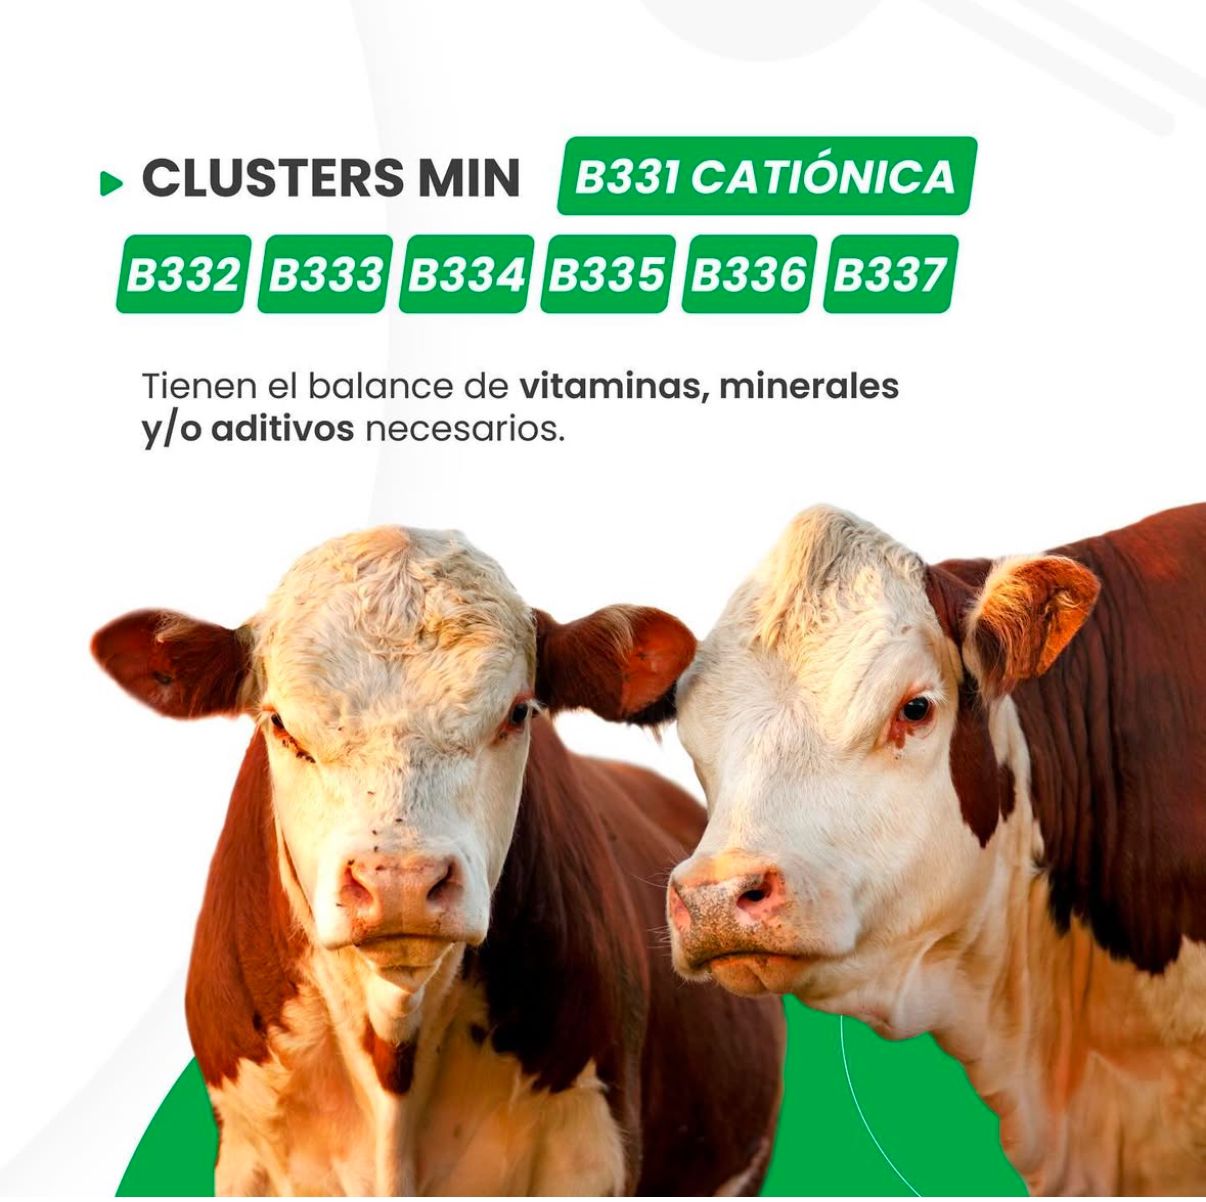 CLUSTERS MIN B331 CATIÓNICA
B332 B333 B334 B335 B336 B337
Tienen el balance de vitaminas, minerales
y/o aditivos necesarios.